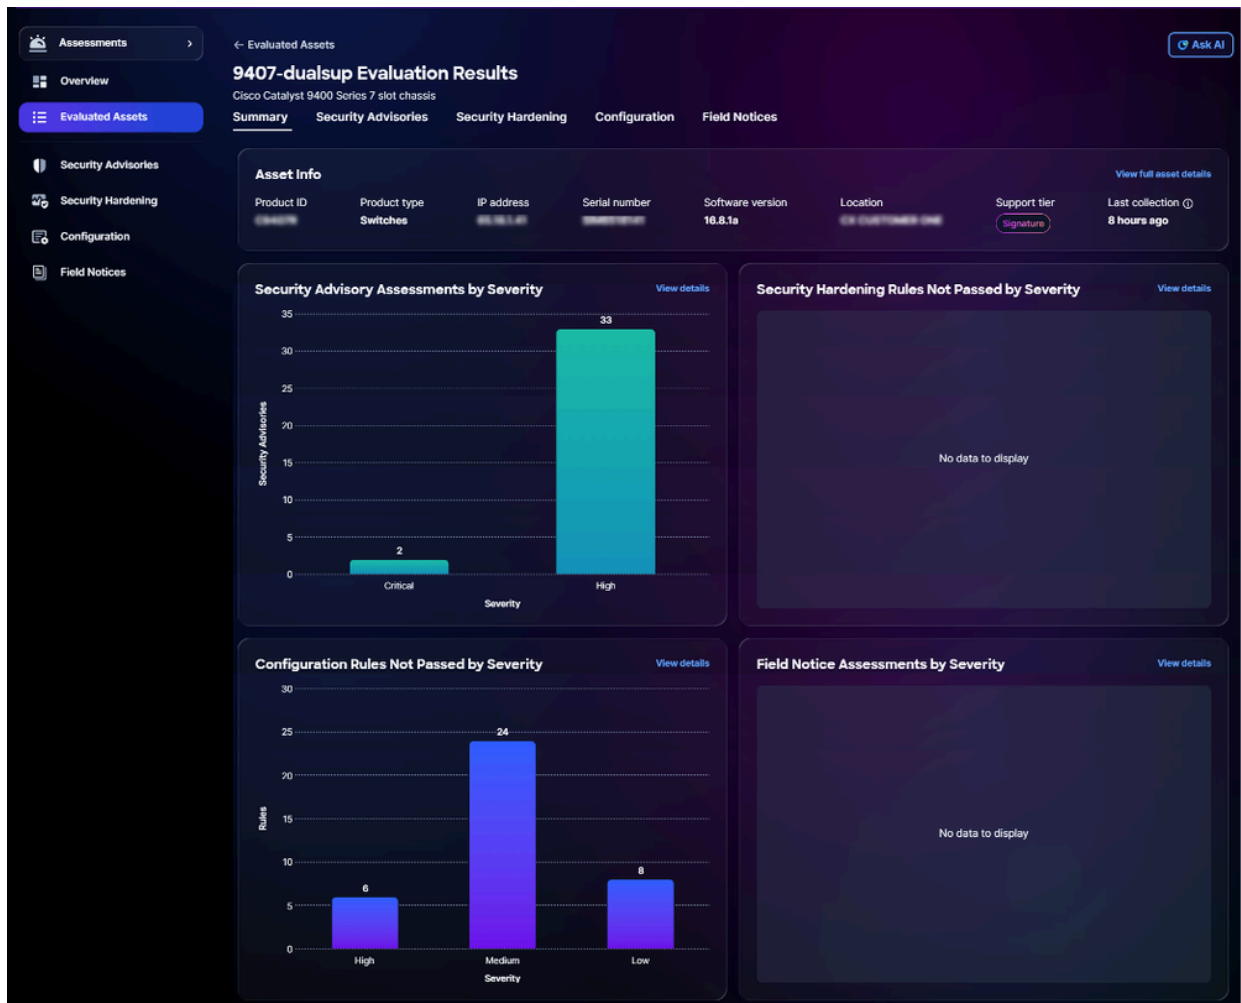 Assessments
Overview
Evaluated Assets
Security Advisories
Security Hardening
Configuration
Field Notices
← Evaluated Assets
Ask AI
9407-dualsup Evaluation Results
Cisco Catalyst 9400 Series 7 slot chassis
Summary Security Advisories Security Hardening Configuration Field Notices
Asset Info View full asset details
Product ID Product type IP address Serial number Software version Location Support tier Last collection
Switches 16.8.1a Signature 8 hours ago
Security Advisory Assessments by Severity View details
35
33
30
25
20
15
10
5
2
0
Security Advisories
Critical High
Severity
Security Hardening Rules Not Passed by Severity View details
No data to display
Configuration Rules Not Passed by Severity View details
30
25
24
20
15
10
8
6
5
0
Rules
High Medium Low
Severity
Field Notice Assessments by Severity View details
No data to display